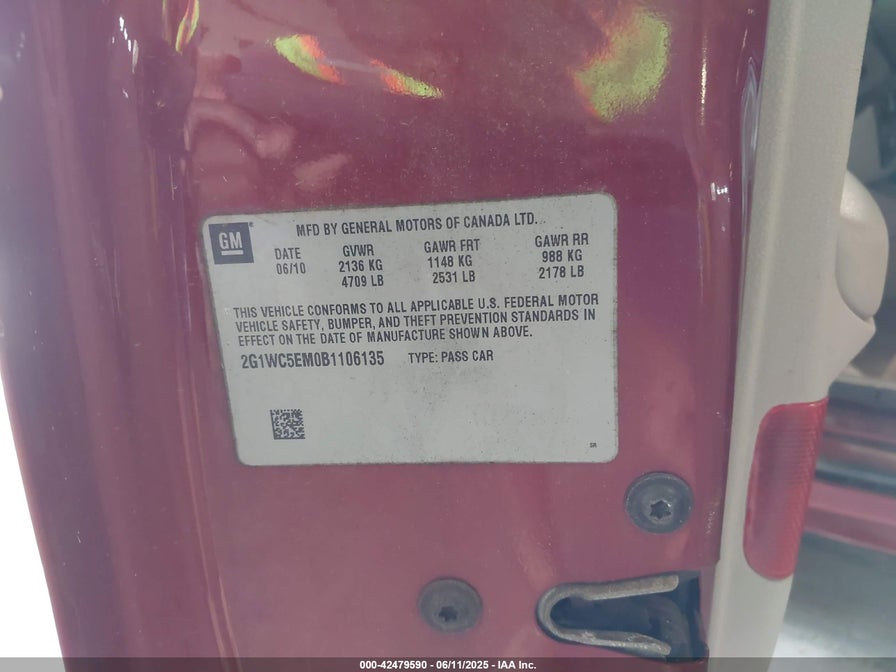 GM
MFD BY GENERAL MOTORS OF CANADA LTD.
DATE GVWR GAWR FRT GAWR RR
06/10 2136 KG 1148 KG 988 KG
4709 LB 2531 LB 2178 LB
THIS VEHICLE CONFORMS TO ALL APPLICABLE U.S. FEDERAL MOTOR
VEHICLE SAFETY, BUMPER, AND THEFT PREVENTION STANDARDS IN
EFFECT ON THE DATE OF MANUFACTURE SHOWN ABOVE.
2G1WC5EM0B1106135 TYPE: PASS CAR
SR
000-42479590 - 06/11/2025 - IAA Inc.